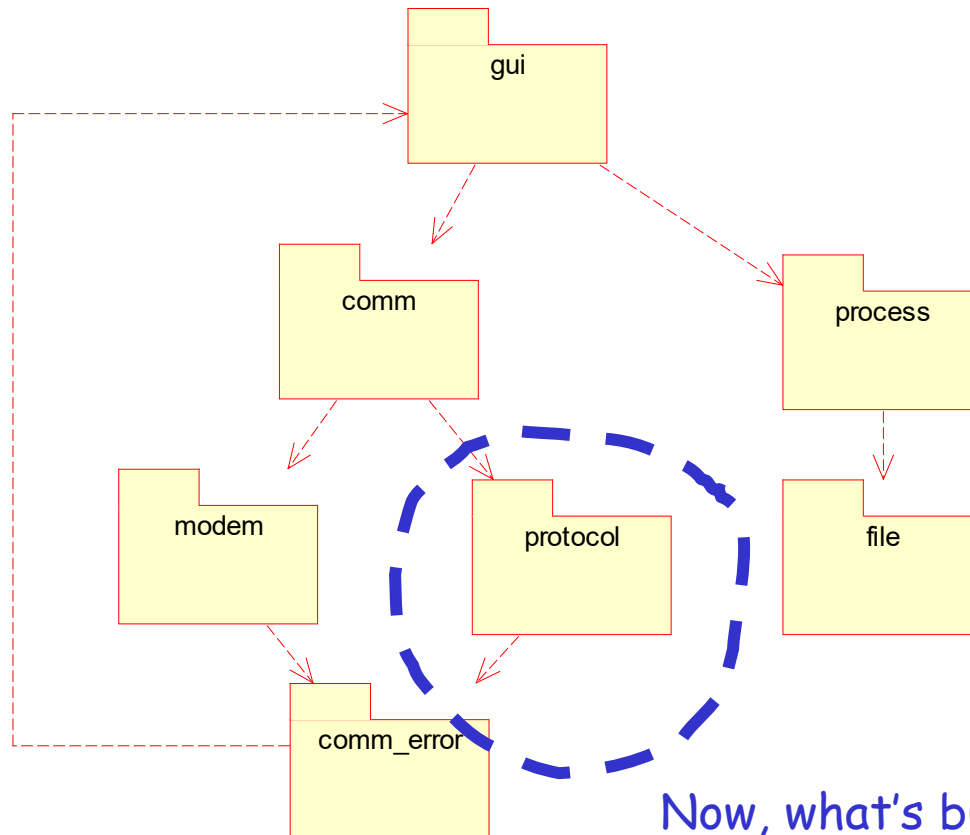 gui
comm
process
modem
protocol
file
comm_error
Now, what's